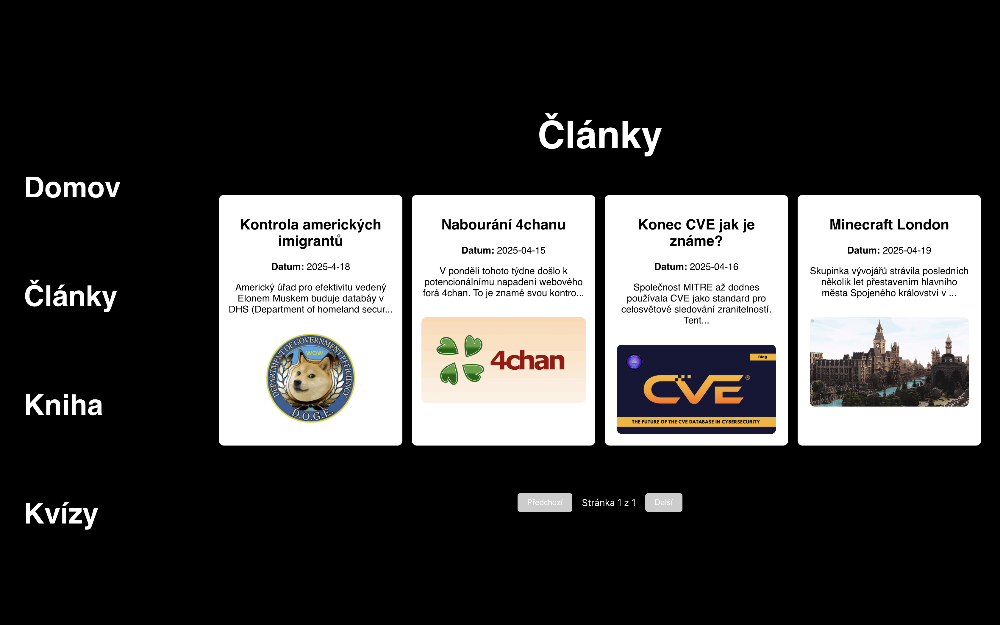 Články
Domov
Články
Kniha
Kvízy
Kontrola amerických
imigrantů
Datum: 2025-4-18
Americký úřad pro efektivitu vedený
Elonem Muskem buduje databáy v
DHS (Department of homeland secur...
DEPARTMENT OF GOVERNMENT EFFICIENCY
WOW
D.O.G.E.
Nabourání 4chanu
Datum: 2025-04-15
V pondělí tohoto týdne došlo k
potencionálnímu napadení webového
forá 4chan. To je znamé svou kontro...
4chan
Konec CVE jak je
známe?
Datum: 2025-04-16
Společnost MITRE až dodnes
používala CVE jako standard pro
celosvětové sledování zranitelností.
Tent...
Blog
CVE®
THE FUTURE OF THE CVE DATABASE IN CYBERSECURITY
Minecraft London
Datum: 2025-04-19
Skupinka vývojářů strávila posledních
několik let přestavením hlavního
města Spojeného království v ...
Předchozí
Stránka 1 z 1
Další